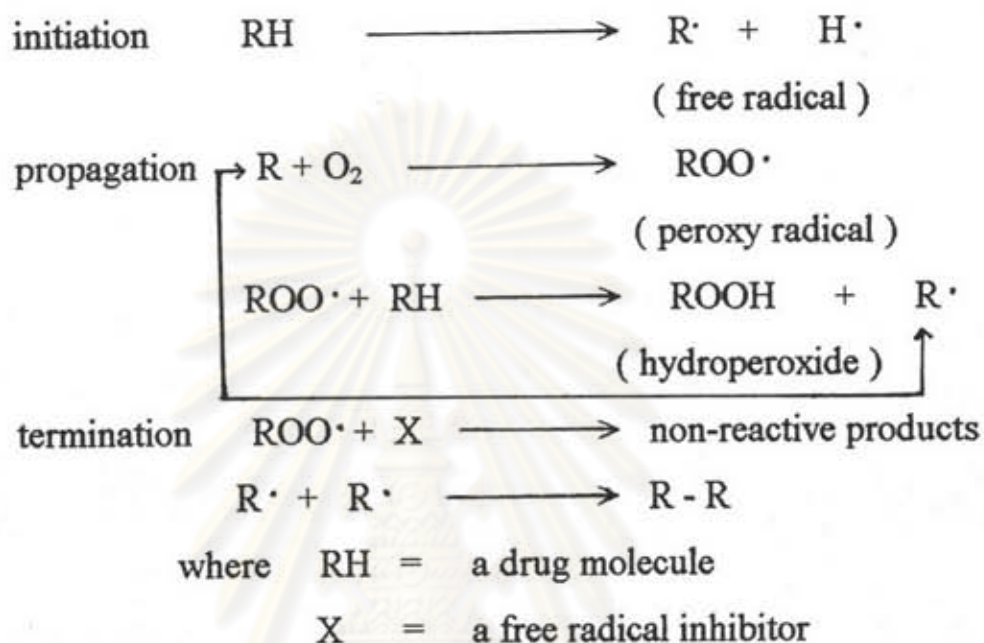 initiation RH ⟶ R· + H·
( free radical )
propagation → R + O₂ ⟶ ROO·
( peroxy radical )
ROO· + RH ⟶ ROOH + R·
( hydroperoxide )
termination ROO· + X ⟶ non-reactive products
R· + R· ⟶ R - R
where RH = a drug molecule
X = a free radical inhibitor